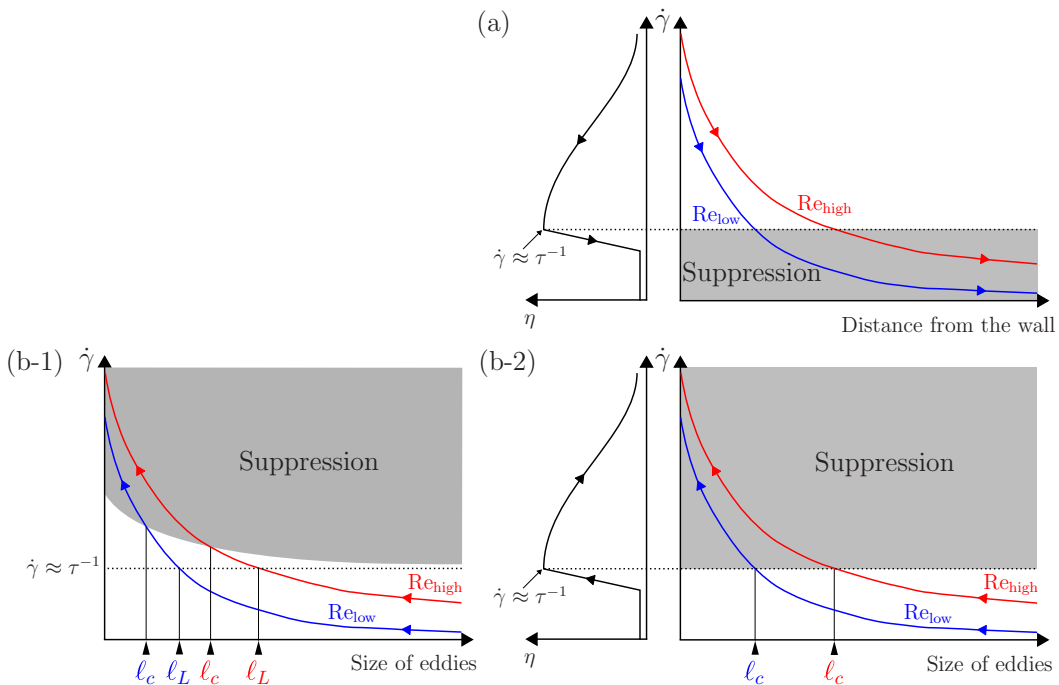 (a)
γ̇
Re_high
Re_low
γ̇ ≈ τ⁻¹
Suppression
η
Distance from the wall
(b-1)
γ̇
Suppression
γ̇ ≈ τ⁻¹
Re_high
Re_low
ℓ_c ℓ_L ℓ_c ℓ_L
Size of eddies
(b-2)
γ̇
Suppression
γ̇ ≈ τ⁻¹
Re_high
Re_low
η
ℓ_c ℓ_c
Size of eddies